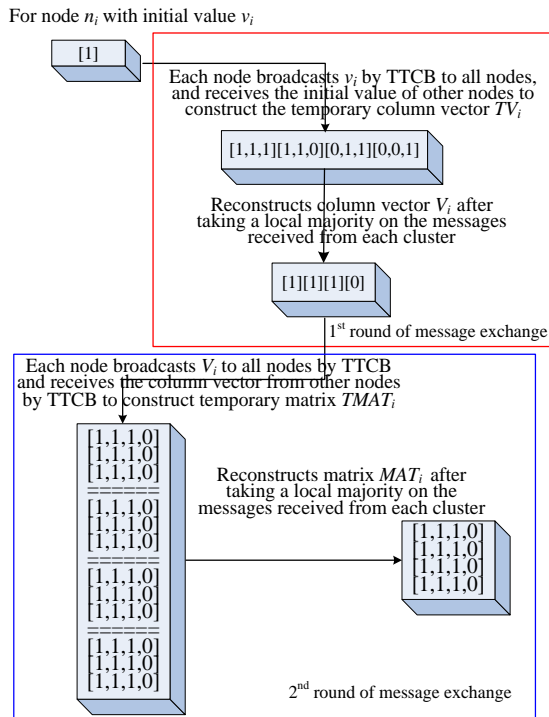 For node n_i with initial value v_i
[1]
Each node broadcasts v_i by TTCB to all nodes,
and receives the initial value of other nodes to
construct the temporary column vector TV_i
[1,1,1][1,1,0][0,1,1][0,0,1]
Reconstructs column vector V_i after
taking a local majority on the messages
received from each cluster
[1][1][1][0]
1st round of message exchange
Each node broadcasts V_i to all nodes by TTCB
and receives the column vector from other nodes
by TTCB to construct temporary matrix TMAT_i
[1,1,1,0]
[1,1,1,0]
[1,1,1,0]
======
[1,1,1,0]
[1,1,1,0]
[1,1,1,0]
======
[1,1,1,0]
[1,1,1,0]
[1,1,1,0]
======
[1,1,1,0]
[1,1,1,0]
[1,1,1,0]
Reconstructs matrix MAT_i after
taking a local majority on the
messages received from each cluster
[1,1,1,0]
[1,1,1,0]
[1,1,1,0]
[1,1,1,0]
2nd round of message exchange